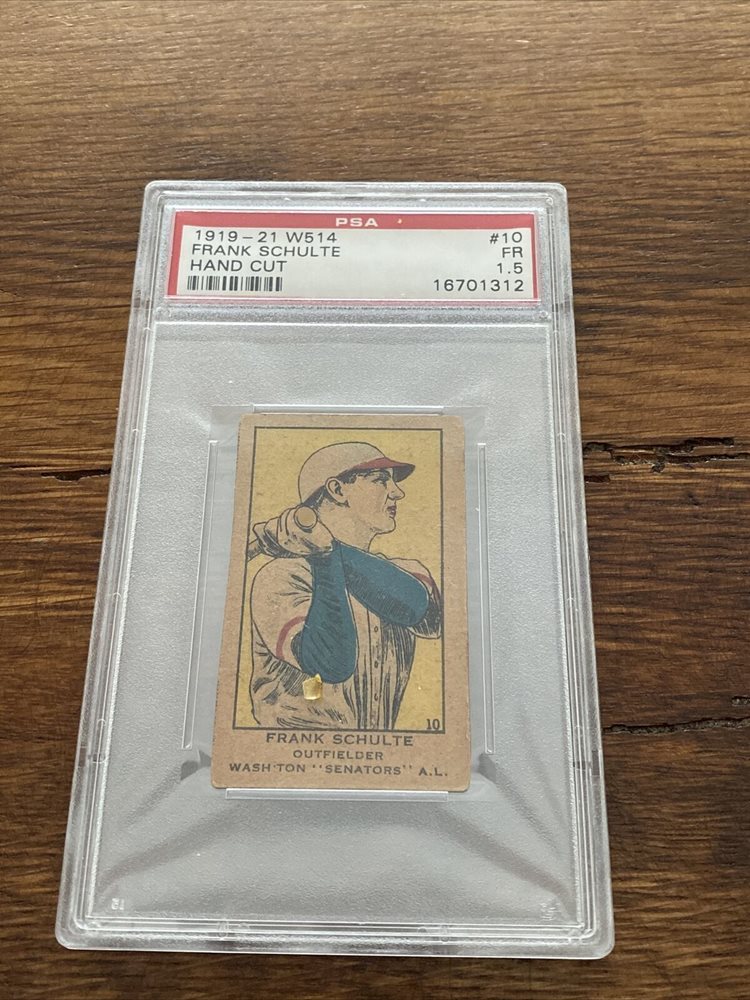 PSA
1919-21 W514 #10
FRANK SCHULTE FR
HAND CUT 1.5
16701312
10
FRANK SCHULTE
OUTFIELDER
WASH'TON "SENATORS" A.L.